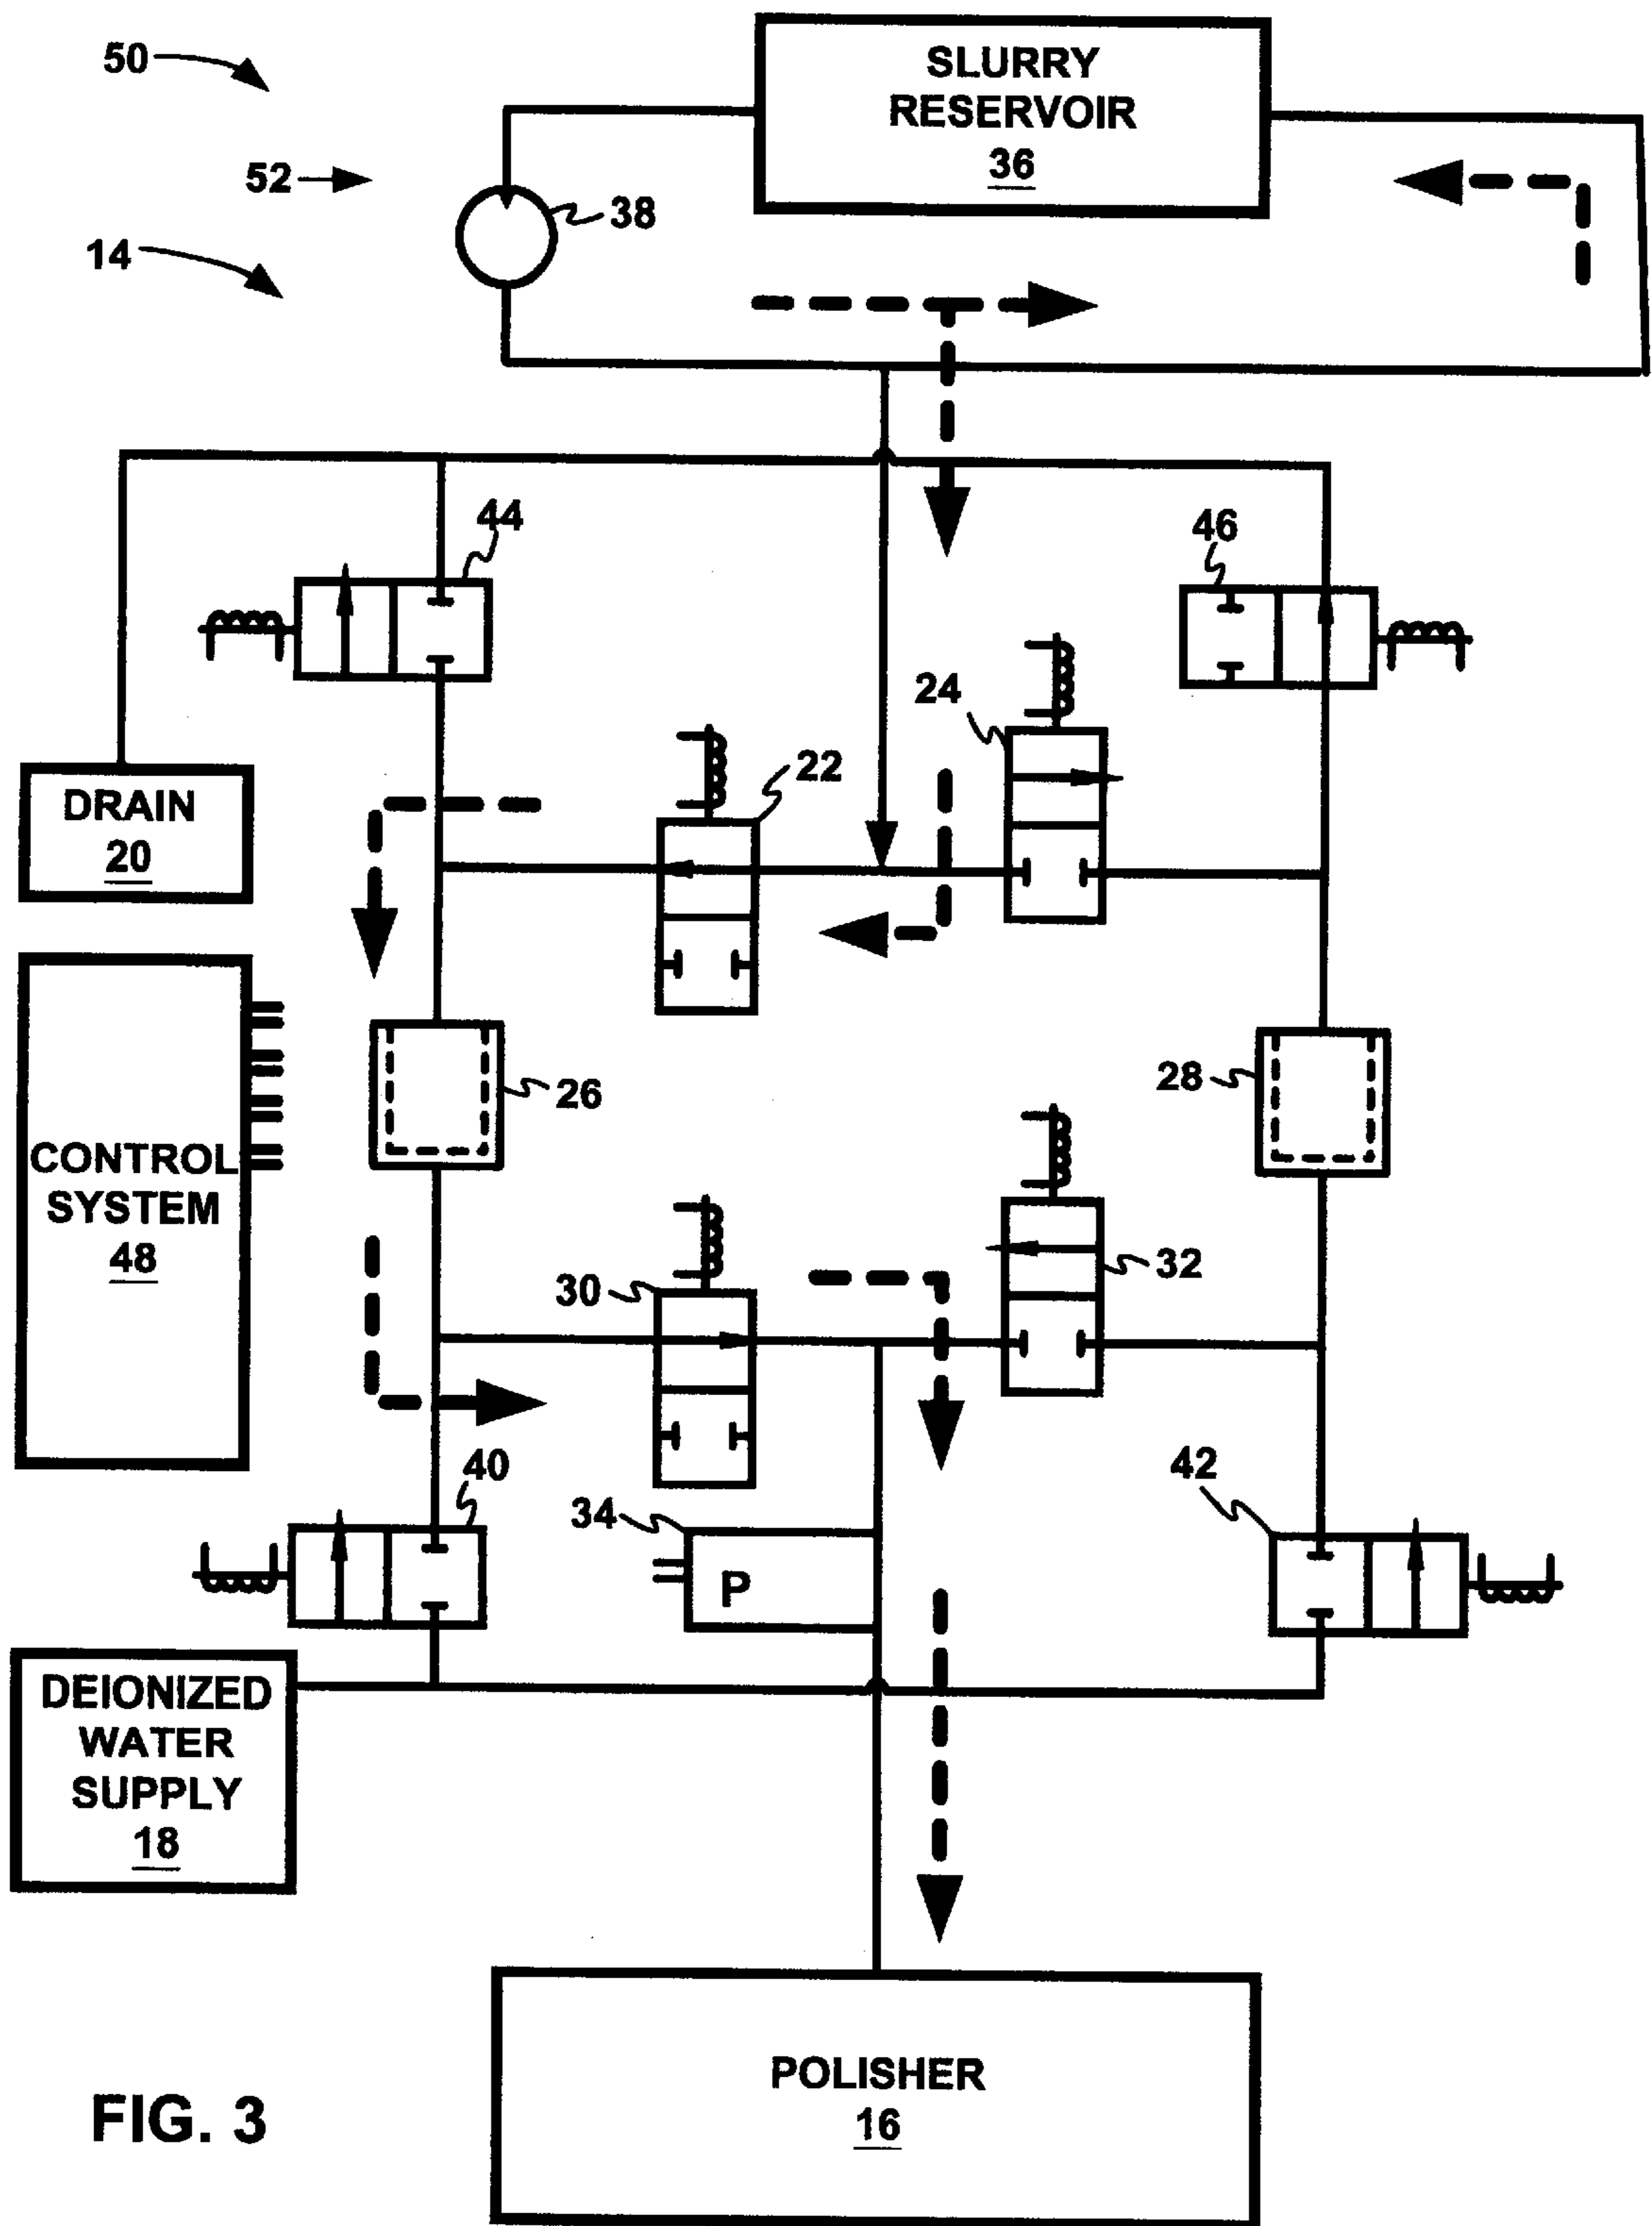 50
SLURRY
RESERVOIR
36
52
38
14
44
46
24
22
DRAIN
20
26
28
CONTROL
SYSTEM
48
30
32
40
42
34
P
DEIONIZED
WATER
SUPPLY
18
POLISHER
16
FIG. 3